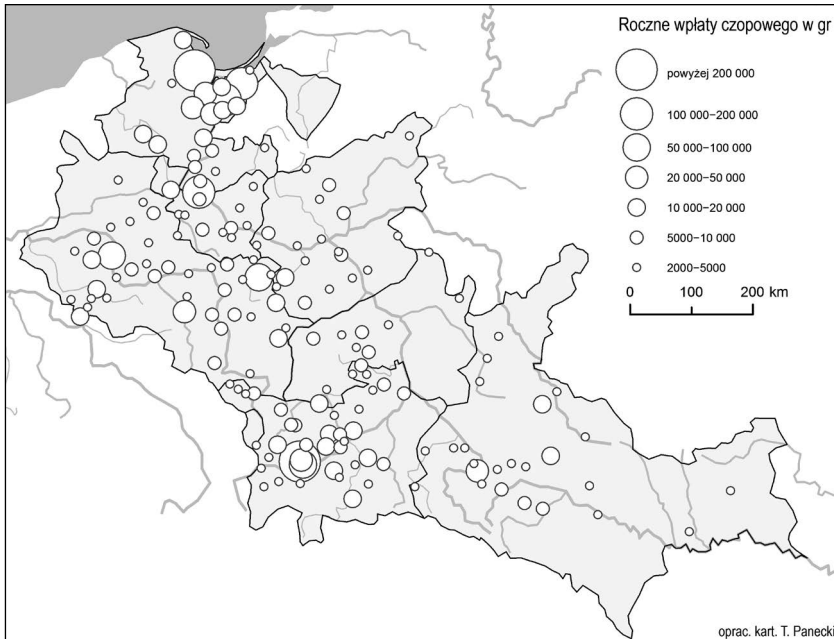 Roczne wpłaty czopowego w gr
powyżej 200 000
100 000–200 000
50 000–100 000
20 000–50 000
10 000–20 000
5000–10 000
2000–5000
0 100 200 km
oprac. kart. T. Panecki